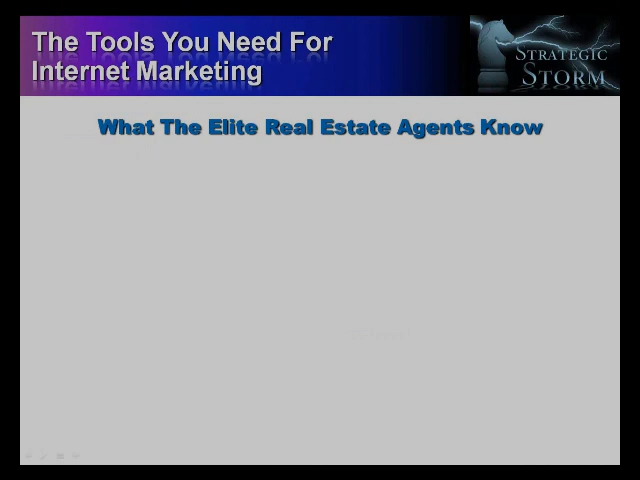 The Tools You Need For
Internet Marketing
STRATEGIC
STORM
What The Elite Real Estate Agents Know